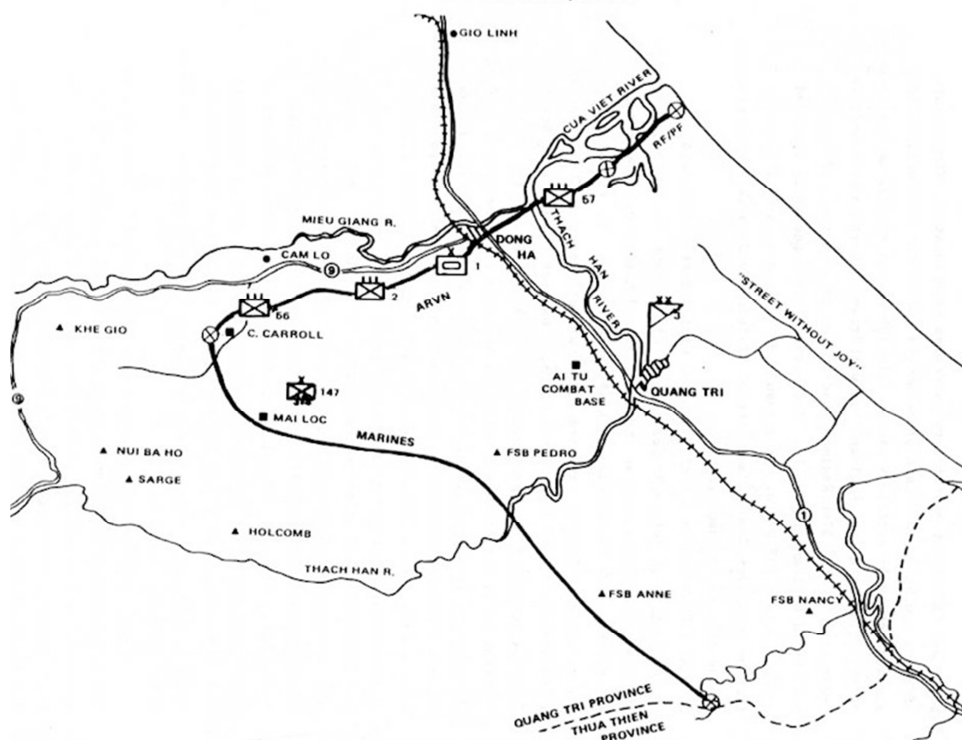 GIO LINH
CUA VIET RIVER
RF/PF
57
MIEU GIANG R.
DONG
HA
THACH
HAN
RIVER
CAM LO
9
1
2
ARVN
"STREET WITHOUT JOY"
56
XX
3
KHE GIO
C. CARROLL
AI TU
COMBAT
BASE
QUANG TRI
X
147
9
MAI LOC
MARINES
NUI BA HO
FSB PEDRO
SARGE
HOLCOMB
1
THACH HAN R.
FSB ANNE
FSB NANCY
QUANG TRI PROVINCE
THUA THIEN
PROVINCE